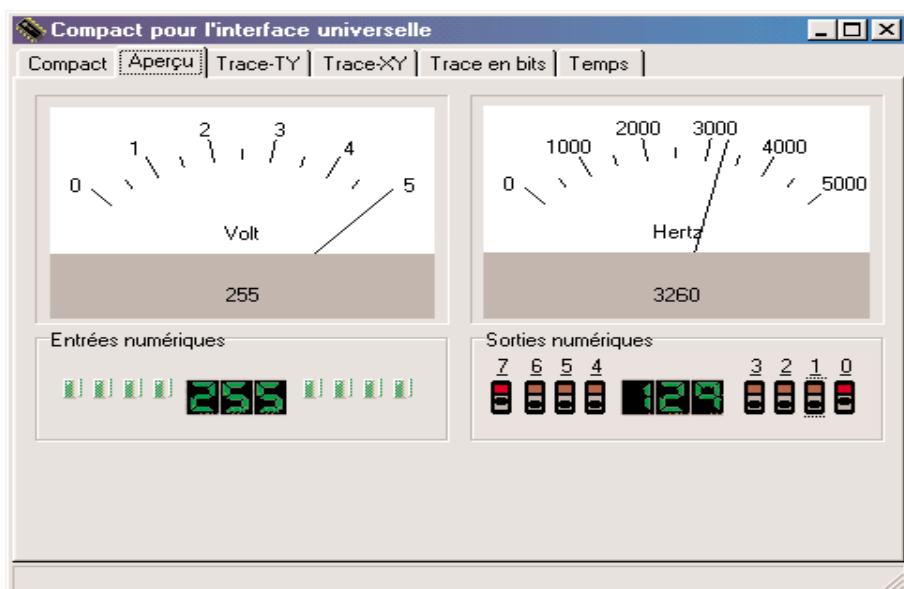 Compact pour l'interface universelle
Compact Aperçu Trace-TY Trace-XY Trace en bits Temps
0 1 2 3 4 5
Volt
255
0 1000 2000 3000 4000 5000
Hertz
3260
Entrées numériques
255
Sorties numériques
7 6 5 4 129 3 2 1 0